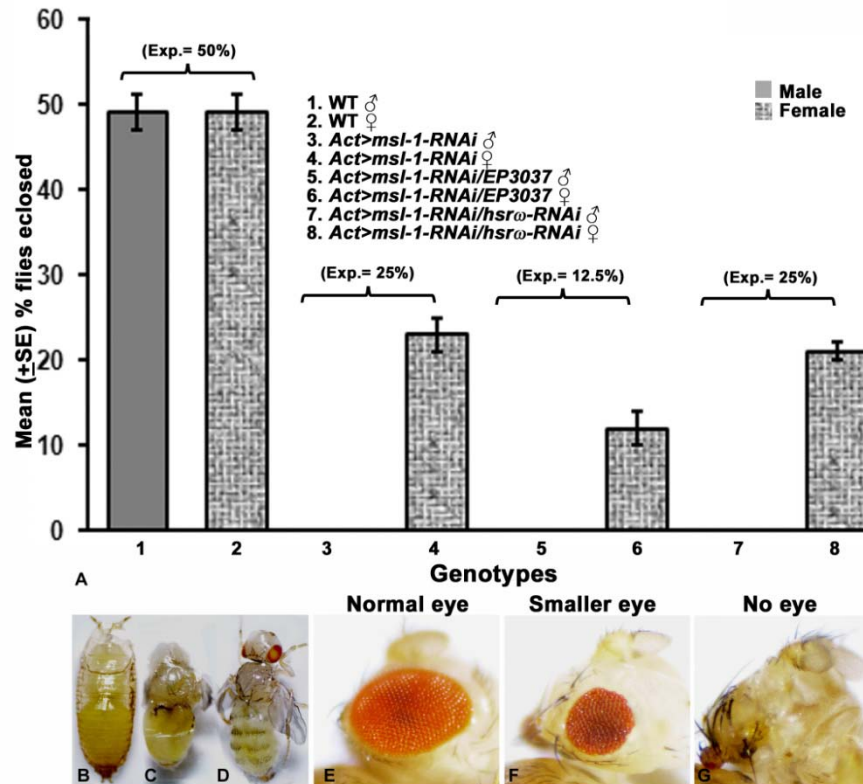 60
50
40
30
20
10
0
Mean (±SE) % flies eclosed
(Exp.= 50%)
Male
Female
1. WT ♂
2. WT ♀
3. Act>msl-1-RNAi ♂
4. Act>msl-1-RNAi ♀
5. Act>msl-1-RNAi/EP3037 ♂
6. Act>msl-1-RNAi/EP3037 ♀
7. Act>msl-1-RNAi/hsrω-RNAi ♂
8. Act>msl-1-RNAi/hsrω-RNAi ♀
(Exp.= 25%)
(Exp.= 12.5%)
(Exp.= 25%)
1 2 3 4 5 6 7 8
A
Genotypes
Normal eye
Smaller eye
No eye
B
C
D
E
F
G